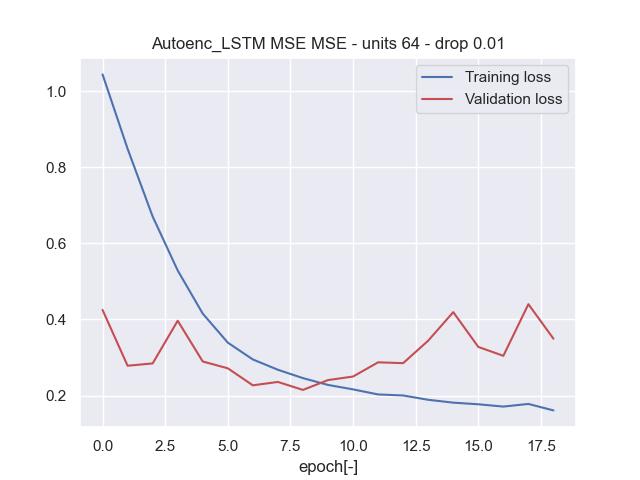 Autoenc_LSTM MSE MSE - units 64 - drop 0.01
Training loss
Validation loss
1.0
0.8
0.6
0.4
0.2
0.0 2.5 5.0 7.5 10.0 12.5 15.0 17.5
epoch[-]